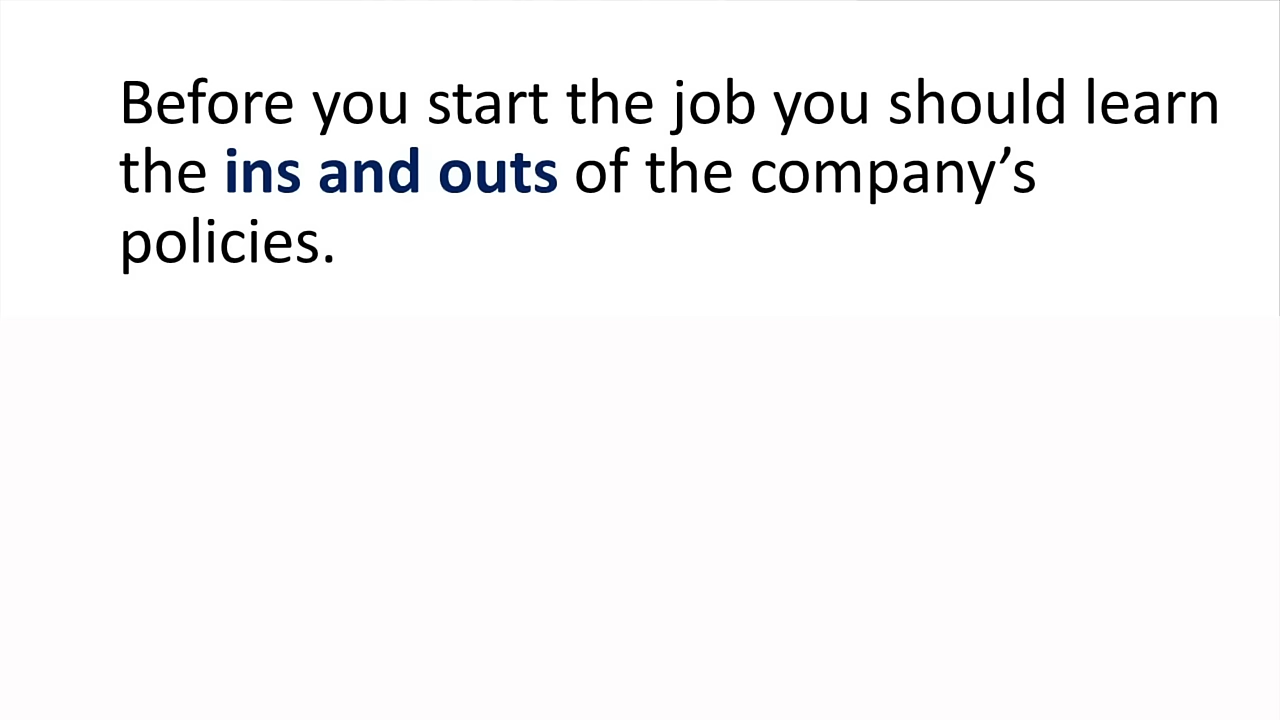 Before you start the job you should learn
the ins and outs of the company’s
policies.